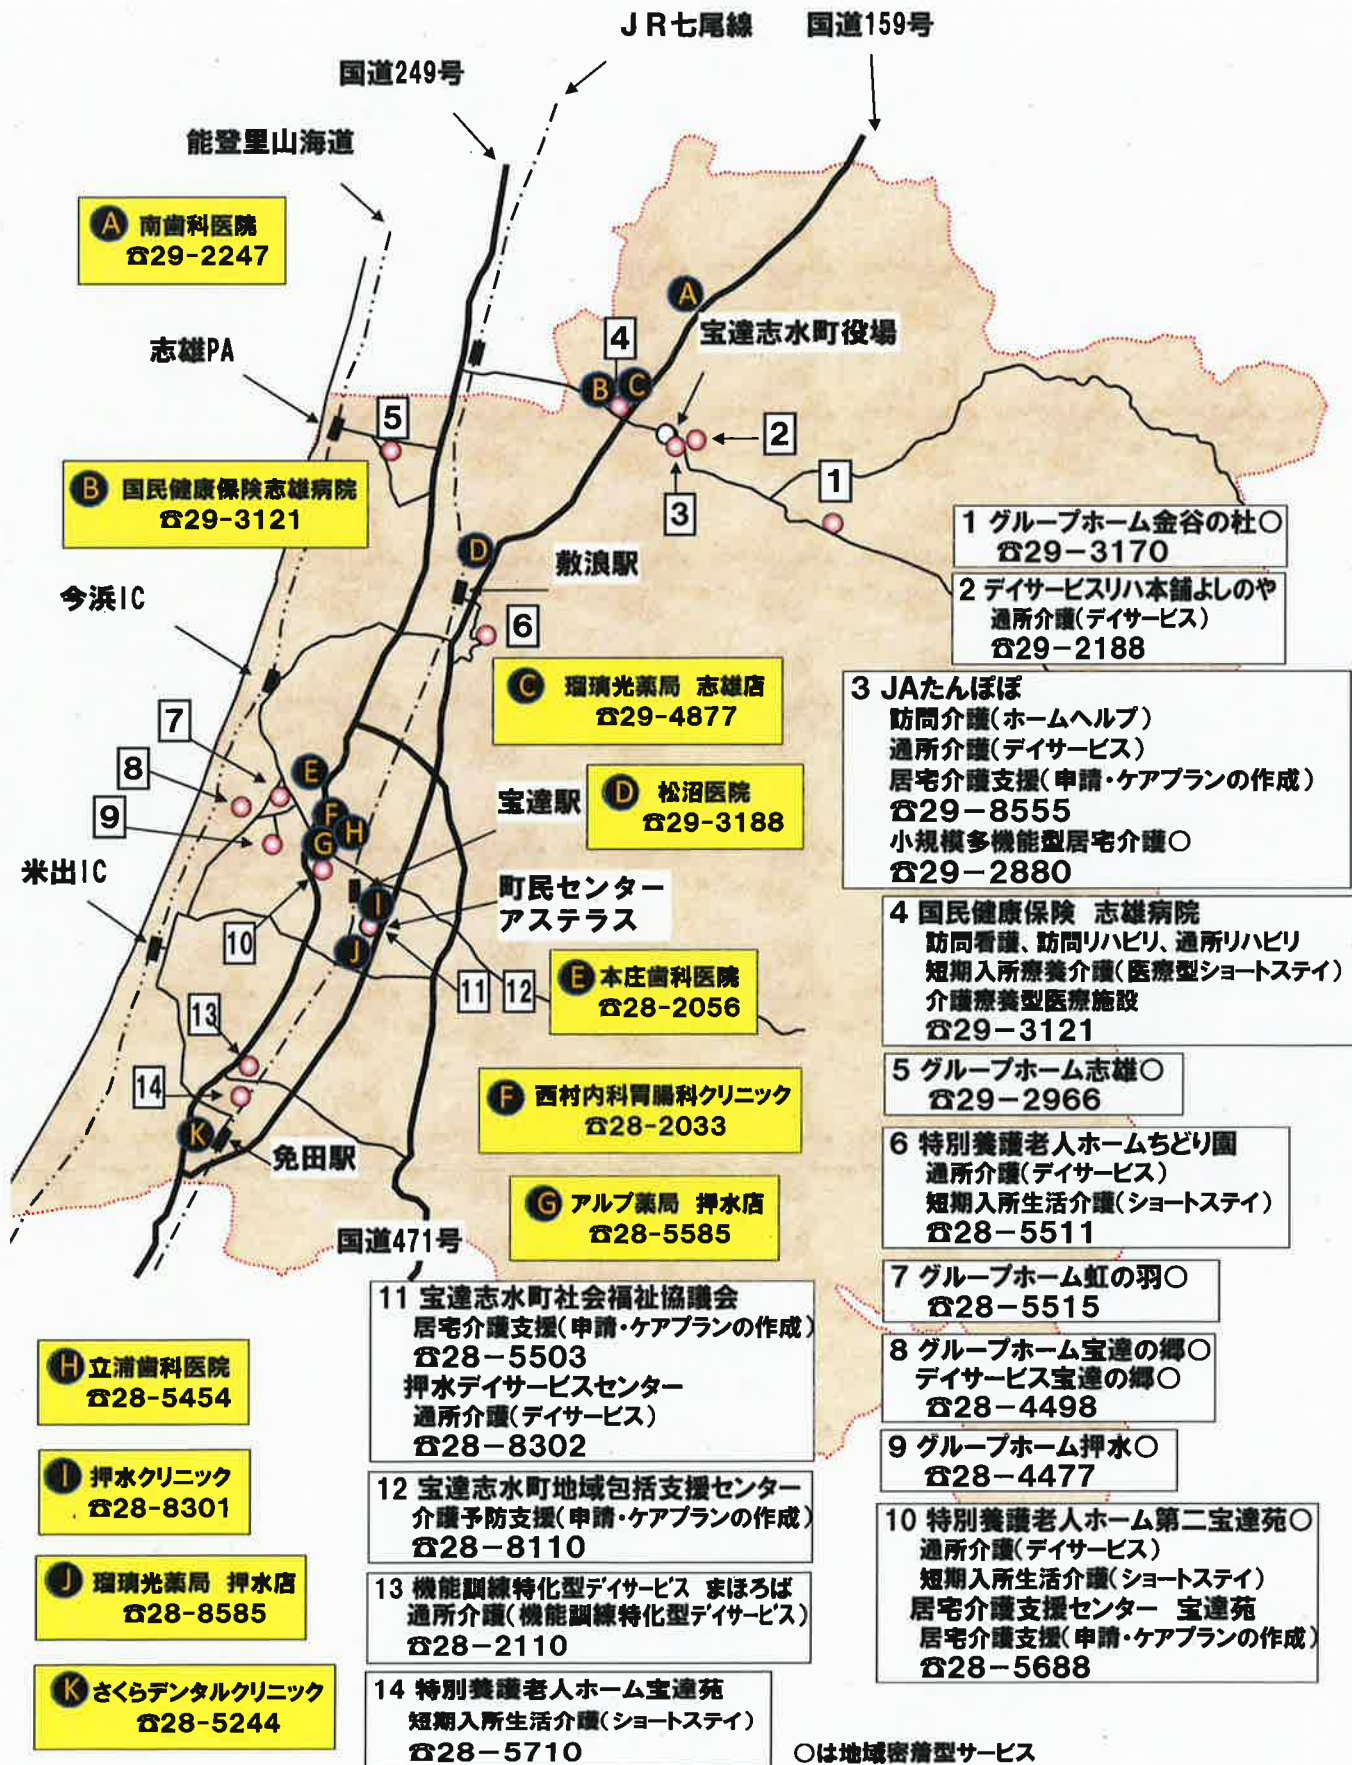 JR七尾線
国道159号
国道249号
能登里山海道
A 南歯科医院
☎29-2247
A
宝達志水町役場
4
志雄PA
B
C
5
2
B 国民健康保険志雄病院
☎29-3121
3
1
1 グループホーム金谷の杜○
☎29-3170
D
敷浪駅
2 デイサービスリハ本舗よしのや
通所介護(デイサービス)
☎29-2188
今浜IC
6
C 瑠璃光薬局 志雄店
☎29-4877
3 JAたんぽぽ
訪問介護(ホームヘルプ)
通所介護(デイサービス)
居宅介護支援(申請・ケアプランの作成)
☎29-8555
小規模多機能型居宅介護○
☎29-2880
7
8
9
E
F
G
H
宝達駅
D 松沼医院
☎29-3188
米出IC
町民センター
アステラス
I
J
10
11
12
4 国民健康保険 志雄病院
訪問看護、訪問リハビリ、通所リハビリ
短期入所療養介護(医療型ショートステイ)
介護療養型医療施設
☎29-3121
E 本庄歯科医院
☎28-2056
13
14
5 グループホーム志雄○
☎29-2966
F 西村内科胃腸科クリニック
☎28-2033
K
免田駅
6 特別養護老人ホームちどり園
通所介護(デイサービス)
短期入所生活介護(ショートステイ)
☎28-5511
G アルプ薬局 押水店
☎28-5585
国道471号
7 グループホーム虹の羽○
☎28-5515
11 宝達志水町社会福祉協議会
居宅介護支援(申請・ケアプランの作成)
☎28-5503
押水デイサービスセンター
通所介護(デイサービス)
☎28-8302
8 グループホーム宝達の郷○
デイサービス宝達の郷○
☎28-4498
H 立浦歯科医院
☎28-5454
9 グループホーム押水○
☎28-4477
I 押水クリニック
☎28-8301
12 宝達志水町地域包括支援センター
介護予防支援(申請・ケアプランの作成)
☎28-8110
10 特別養護老人ホーム第二宝達苑○
通所介護(デイサービス)
短期入所生活介護(ショートステイ)
居宅介護支援センター 宝達苑
居宅介護支援(申請・ケアプランの作成)
☎28-5688
J 瑠璃光薬局 押水店
☎28-8585
13 機能訓練特化型デイサービス まほろば
通所介護(機能訓練特化型デイサービス)
☎28-2110
K さくらデンタルクリニック
☎28-5244
14 特別養護老人ホーム宝達苑
短期入所生活介護(ショートステイ)
☎28-5710
○は地域密着型サービス